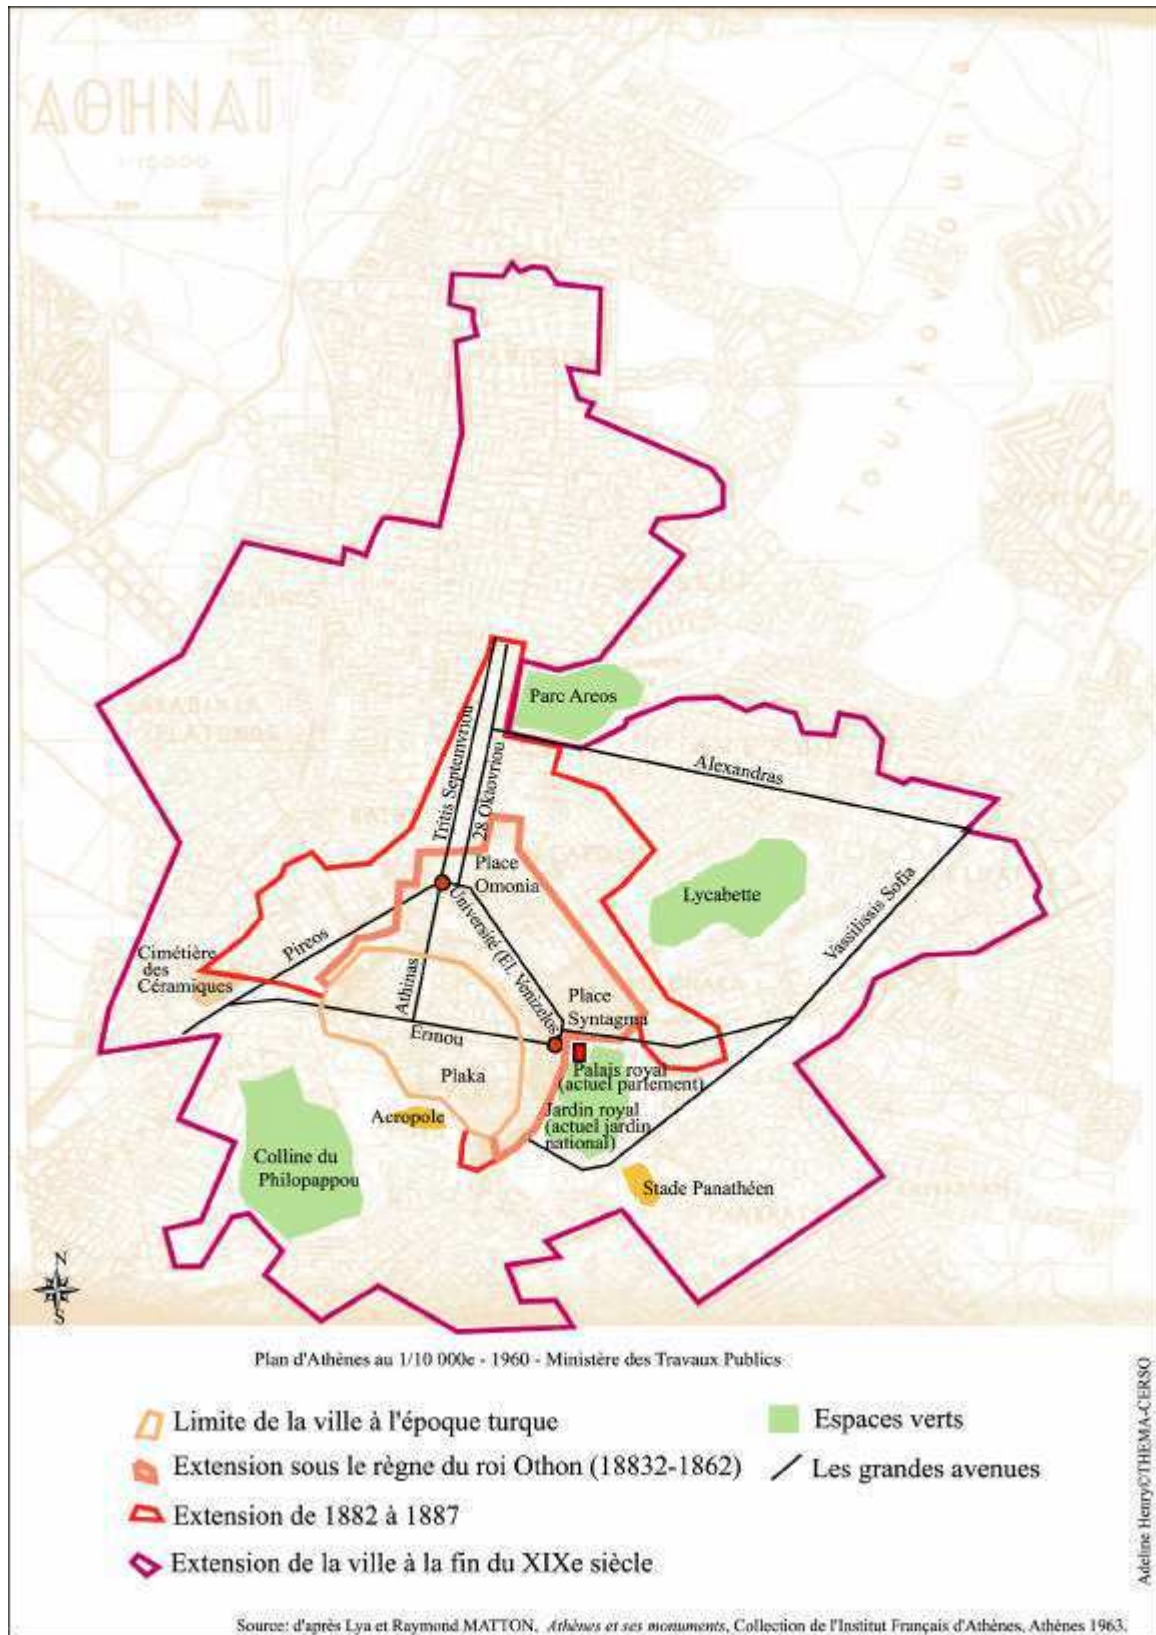 ΑΘΗΝΑΙ
1:10000
Tourkovounia
Parc Areos
Tritis Septemvriou
28 Oktovriou
Alexandras
Place
Omonia
Lycabette
Vassilissis Sofia
Université (El. Venizelos)
Pireos
Cimétière
des
Céramiques
Athinas
Place
Syntagma
Ermou
Plaka
Palais royal
(actuel parlement)
Acropole
Jardin royal
(actuel jardin
national)
Colline du
Philopappou
Stade Panathéen
N
S
Plan d'Athènes au 1/10 000e - 1960 - Ministère des Travaux Publics
Limite de la ville à l'époque turque
Espaces verts
Extension sous le règne du roi Othon (18832-1862)
Les grandes avenues
Extension de 1882 à 1887
Extension de la ville à la fin du XIXe siècle
Adeline Henry©THEMA-CERSO
Source: d'après Lya et Raymond MATTON, Athènes et ses monuments, Collection de l'Institut Français d'Athènes, Athènes 1963.